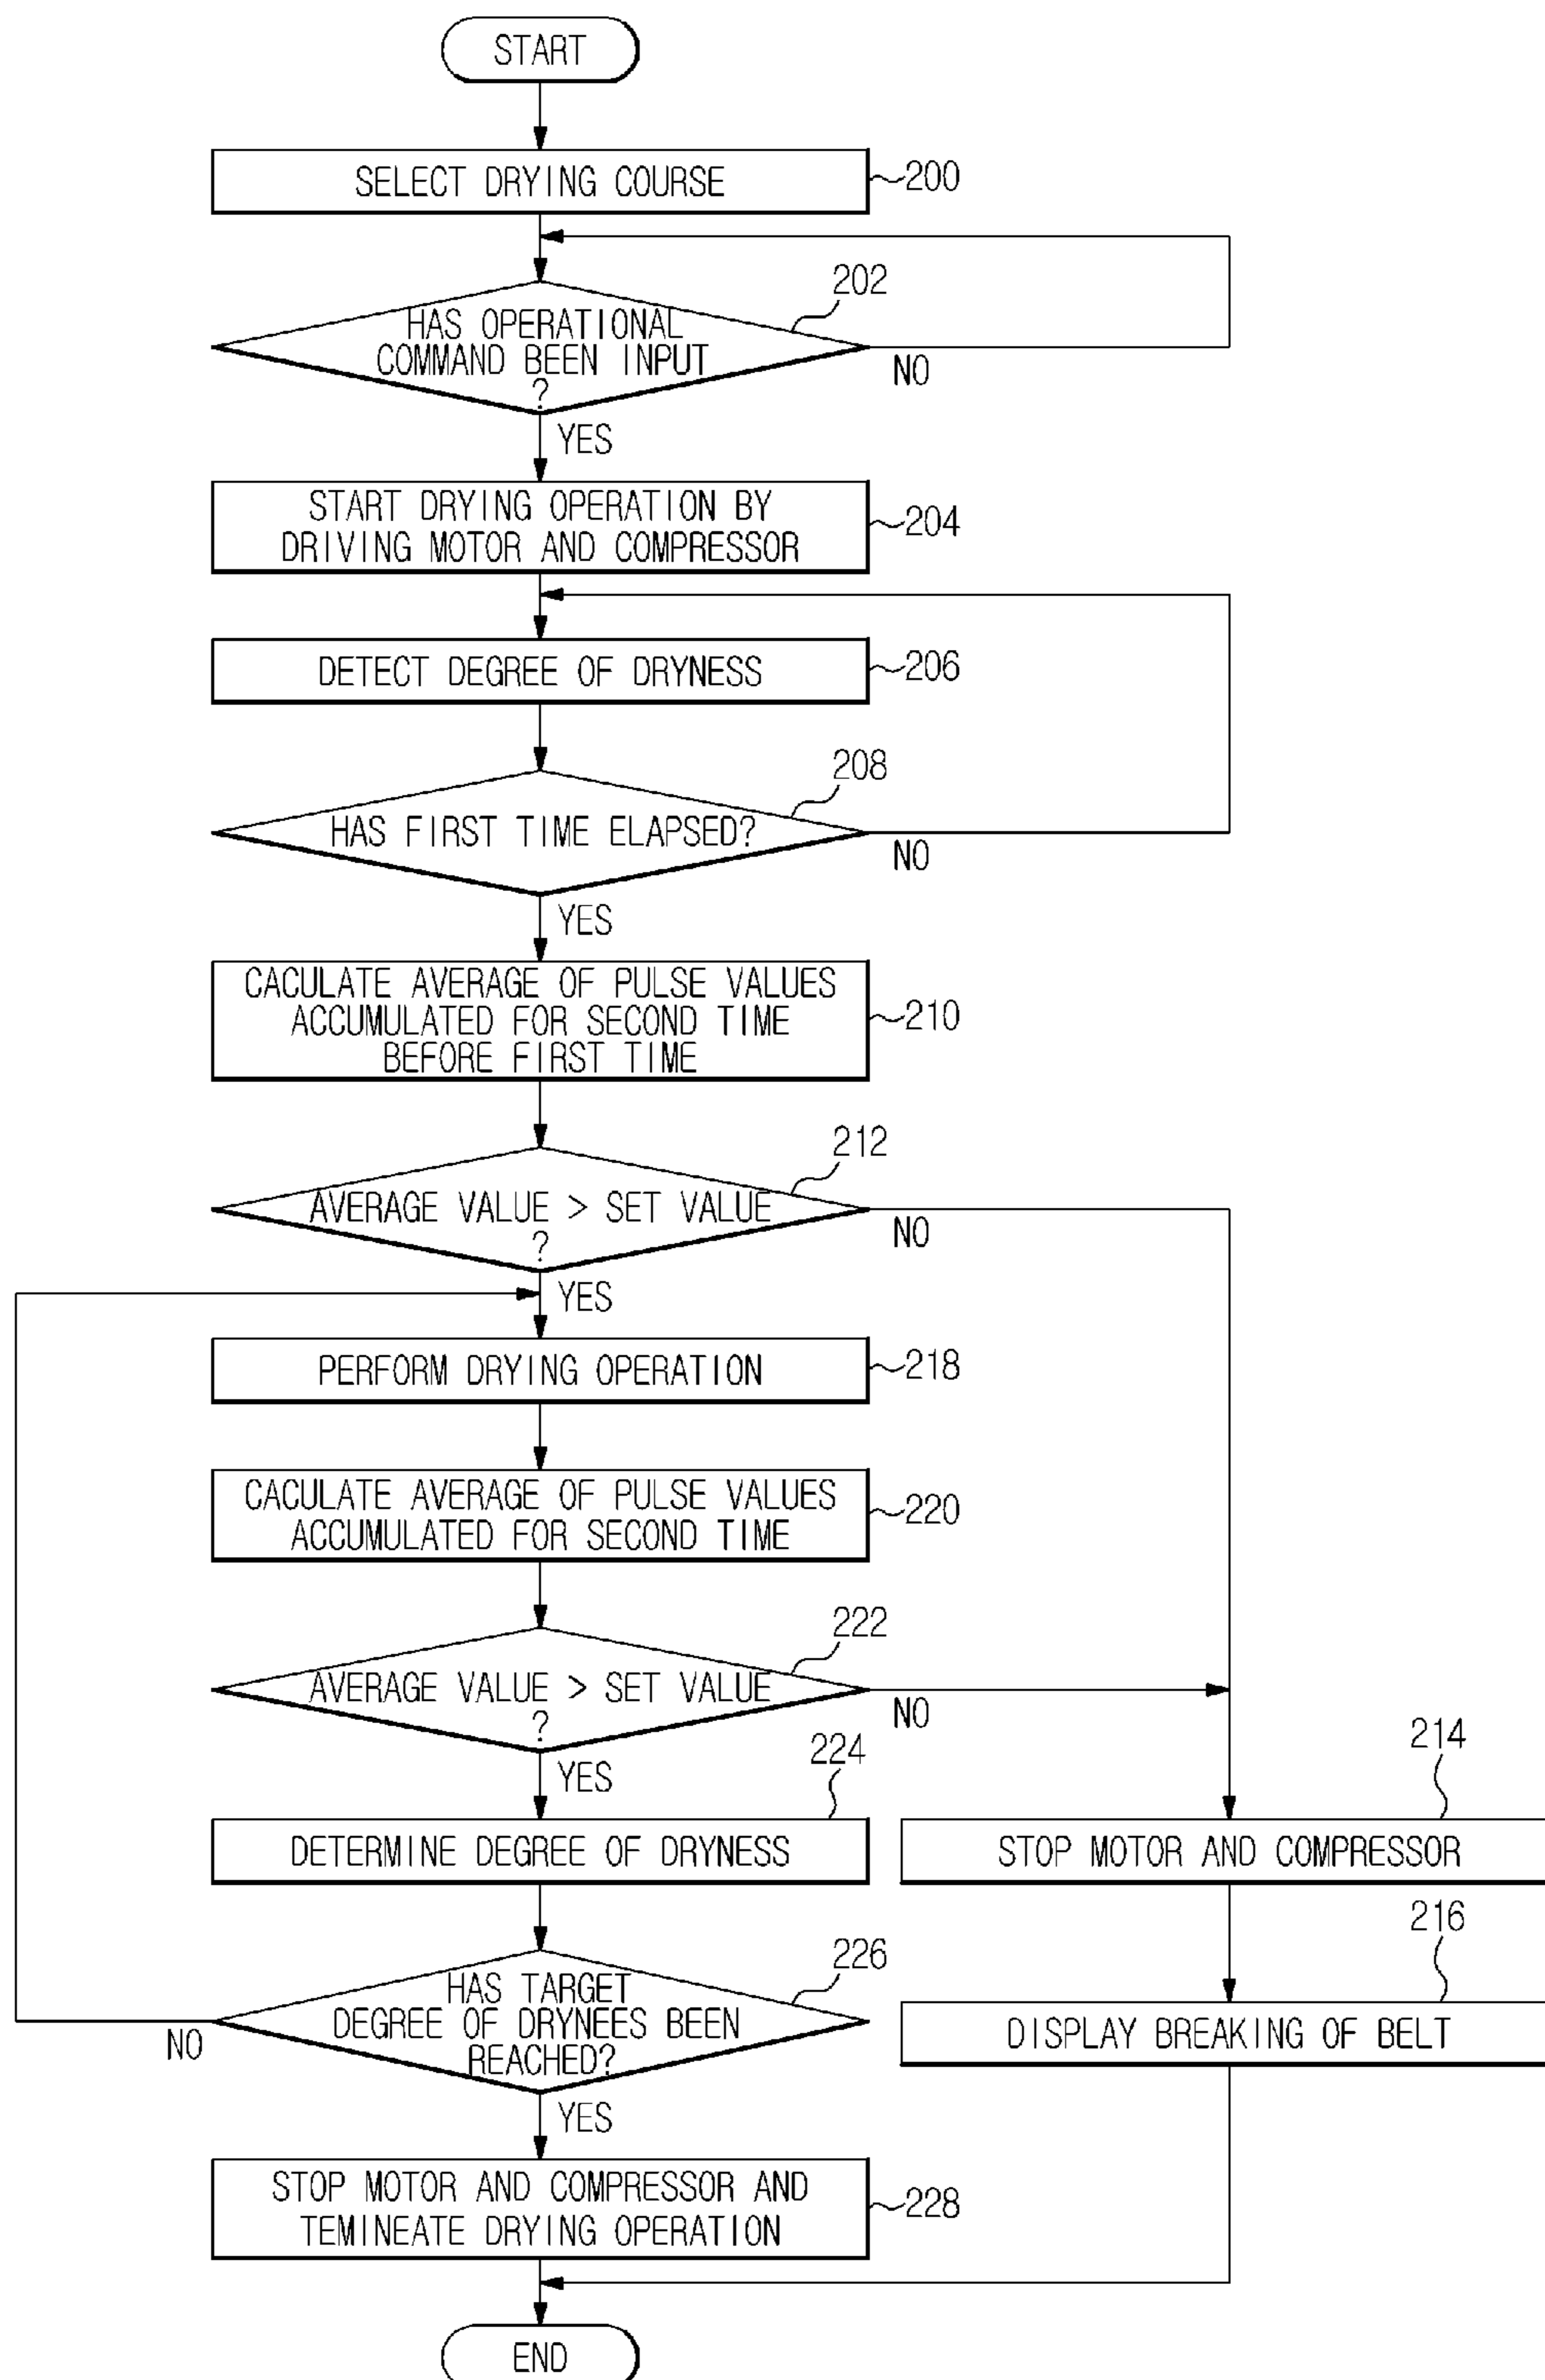 START
SELECT DRYING COURSE
200
202
HAS OPERATIONAL
COMMAND BEEN INPUT
?
NO
YES
START DRYING OPERATION BY
DRIVING MOTOR AND COMPRESSOR
204
DETECT DEGREE OF DRYNESS
206
208
HAS FIRST TIME ELAPSED?
NO
YES
CACULATE AVERAGE OF PULSE VALUES
ACCUMULATED FOR SECOND TIME
BEFORE FIRST TIME
210
212
AVERAGE VALUE > SET VALUE
?
NO
YES
PERFORM DRYING OPERATION
218
CACULATE AVERAGE OF PULSE VALUES
ACCUMULATED FOR SECOND TIME
220
222
AVERAGE VALUE > SET VALUE
?
NO
YES
224
DETERMINE DEGREE OF DRYNESS
214
STOP MOTOR AND COMPRESSOR
216
DISPLAY BREAKING OF BELT
226
HAS TARGET
DEGREE OF DRYNEES BEEN
REACHED?
NO
YES
STOP MOTOR AND COMPRESSOR AND
TEMINEATE DRYING OPERATION
228
END